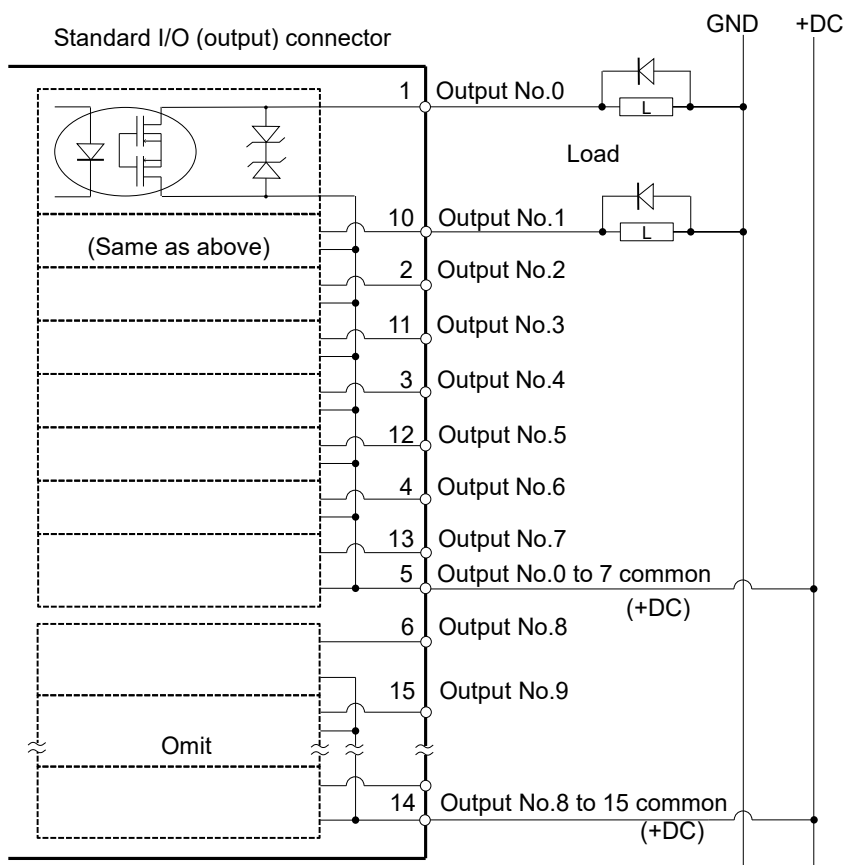 GND +DC
Standard I/O (output) connector
1 Output No.0
L
Load
10 Output No.1
L
(Same as above)
2 Output No.2
11 Output No.3
3 Output No.4
12 Output No.5
4 Output No.6
13 Output No.7
5 Output No.0 to 7 common
(+DC)
6 Output No.8
15 Output No.9
Omit
14 Output No.8 to 15 common
(+DC)